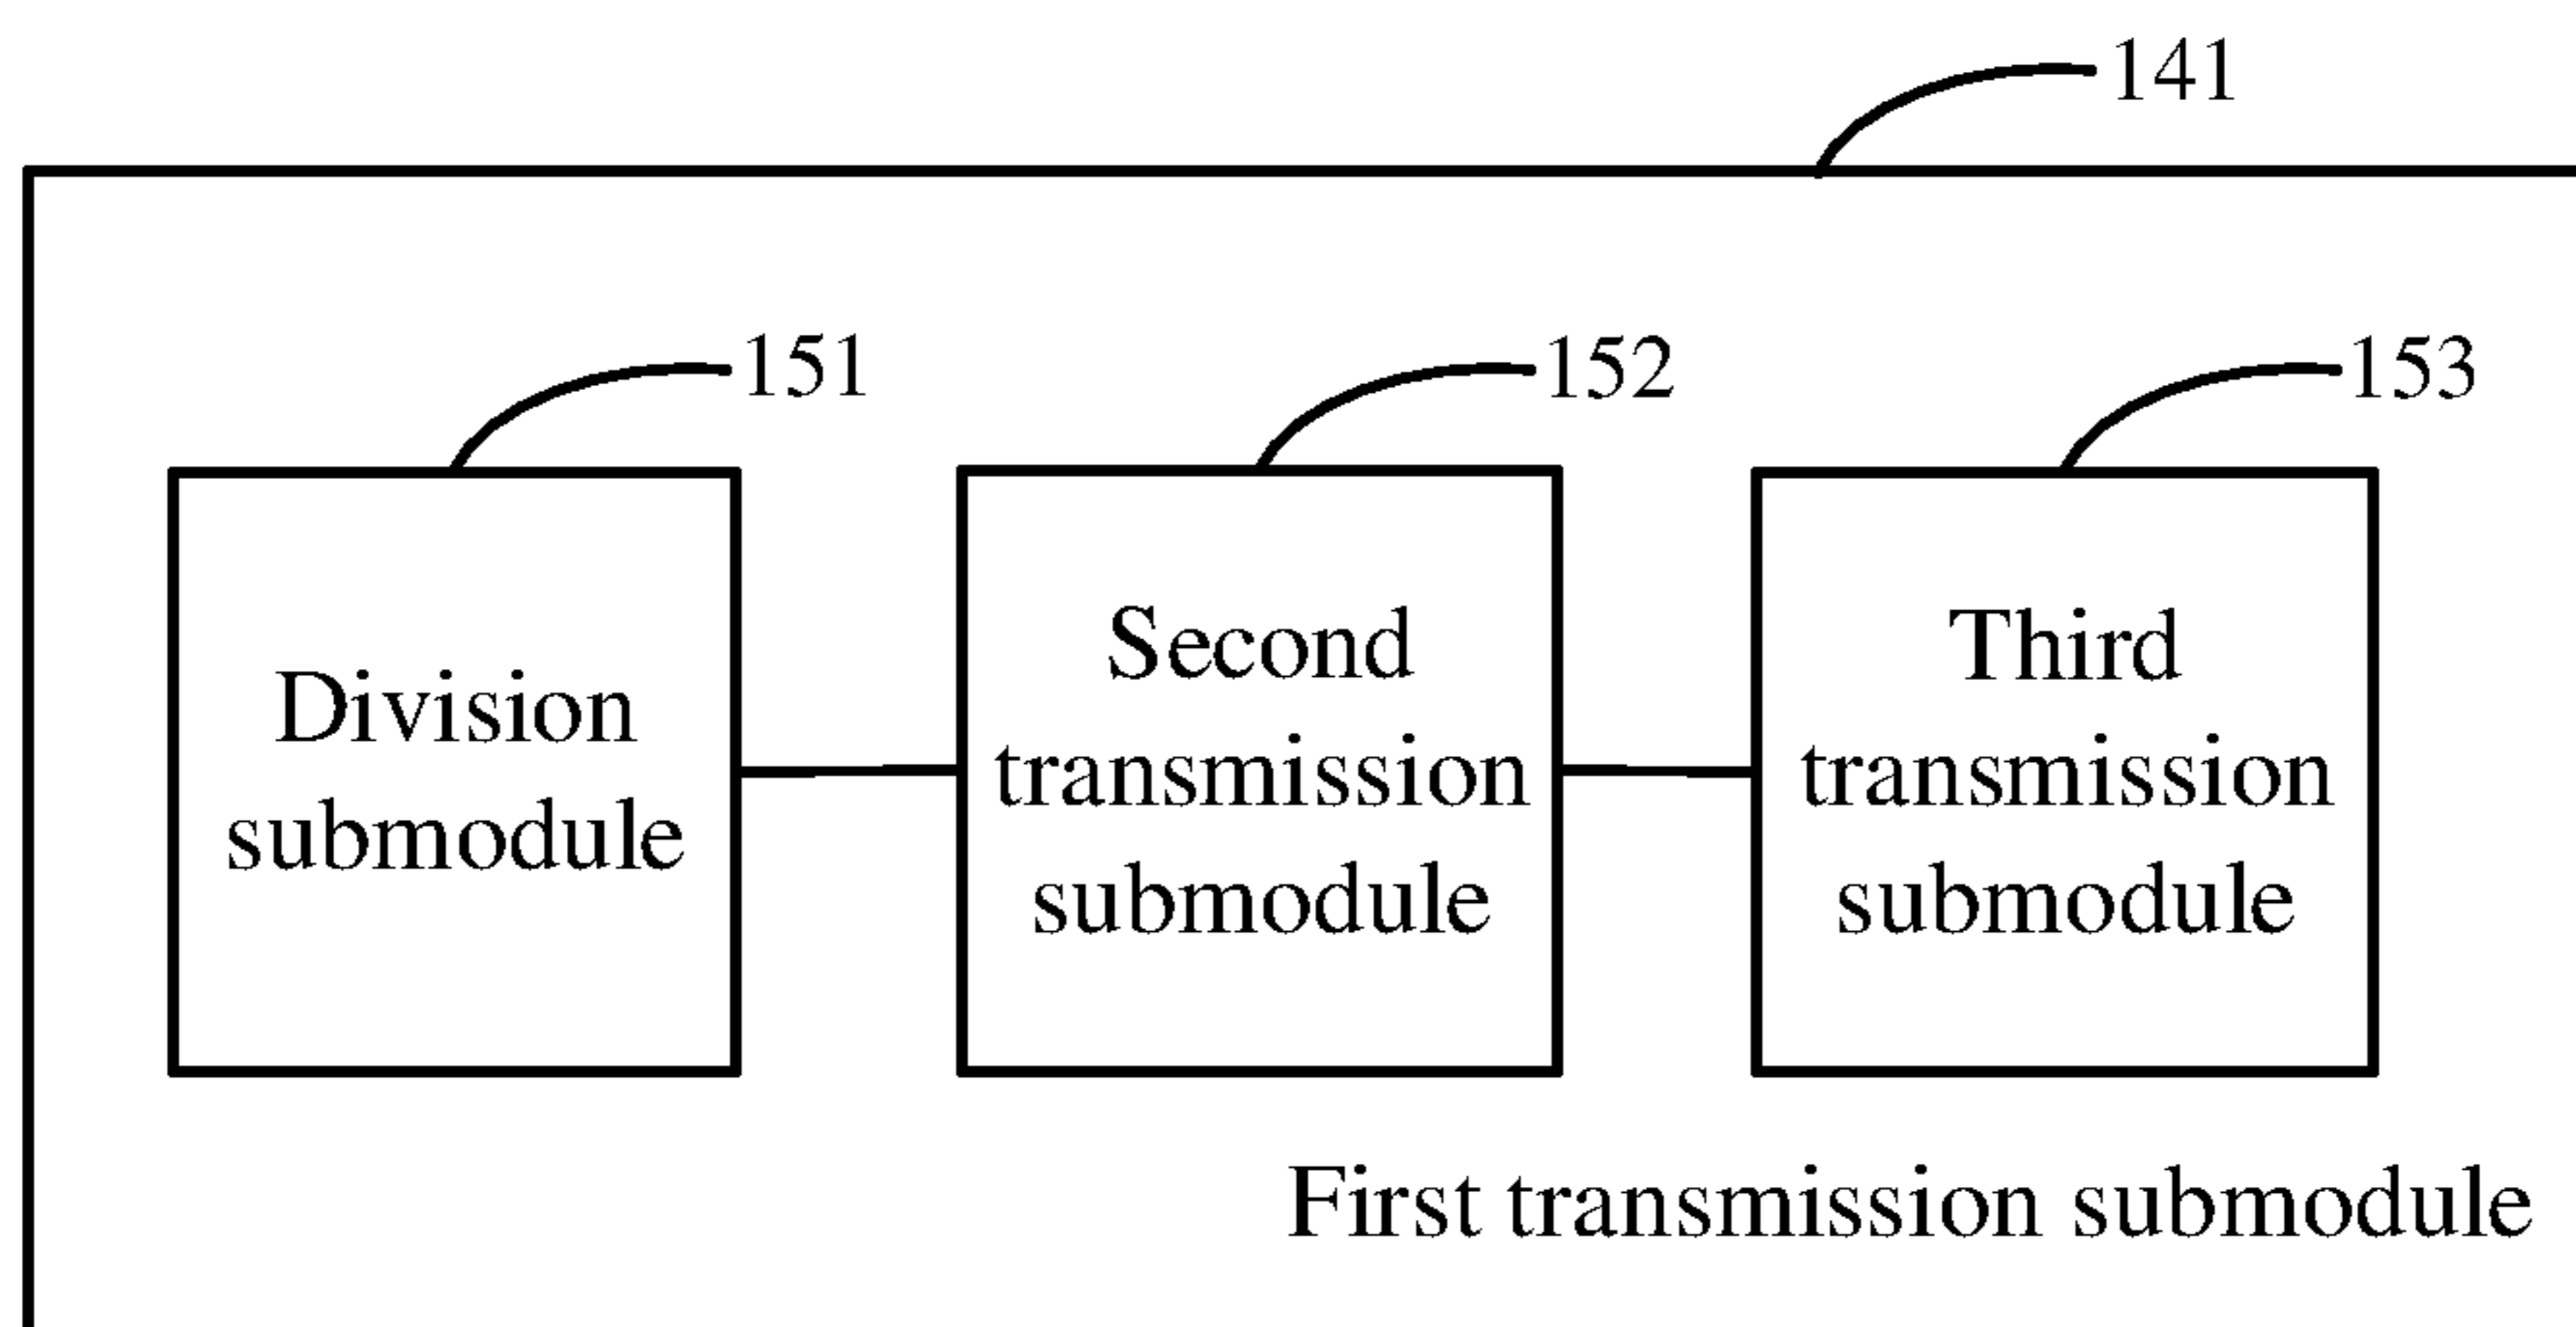 141
151
152
153
Division
submodule
Second
transmission
submodule
Third
transmission
submodule
First transmission submodule